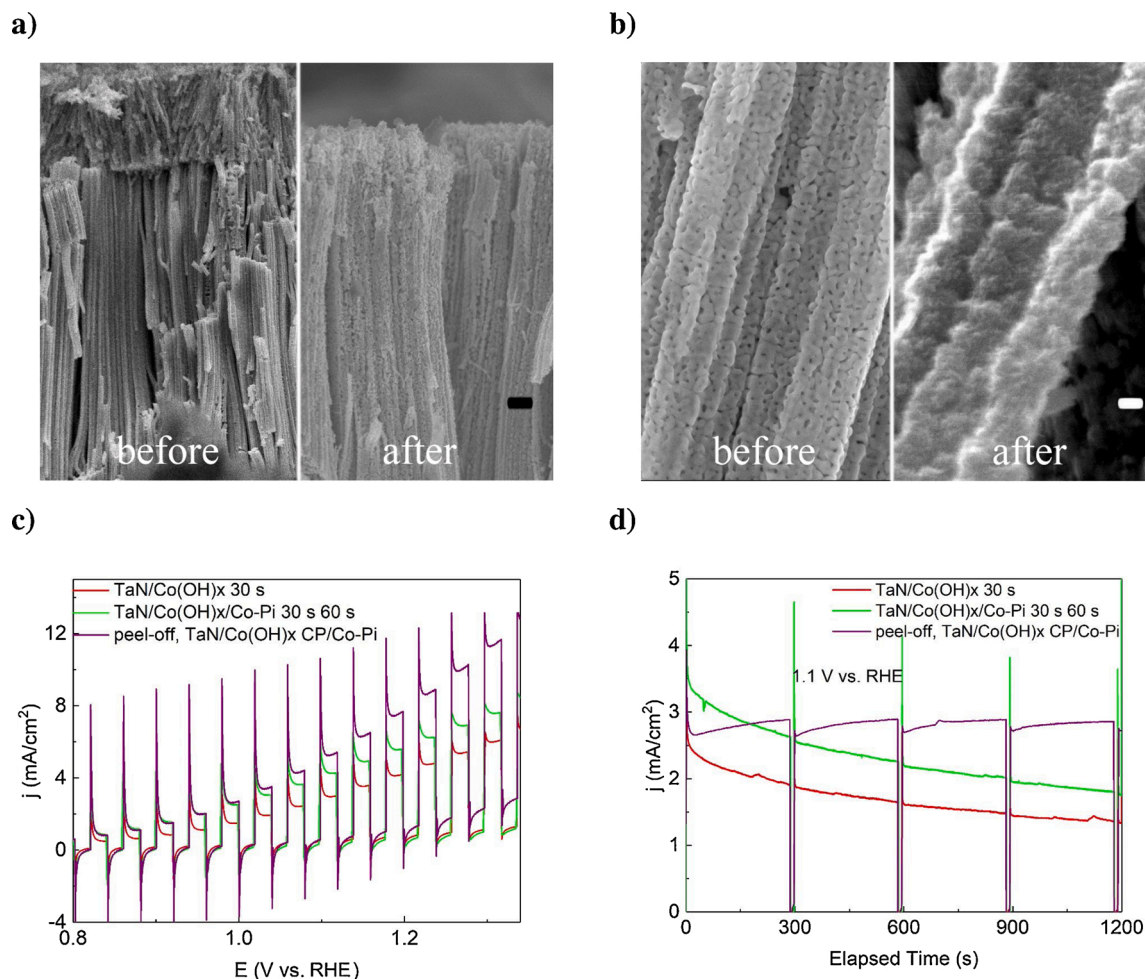 a)
b)
before
after
before
after
c)
d)
TaN/Co(OH)x 30 s
TaN/Co(OH)x/Co-Pi 30 s 60 s
peel-off, TaN/Co(OH)x CP/Co-Pi
12
8
4
0
-4
j (mA/cm²)
0.8
1.0
1.2
E (V vs. RHE)
TaN/Co(OH)x 30 s
TaN/Co(OH)x/Co-Pi 30 s 60 s
peel-off, TaN/Co(OH)x CP/Co-Pi
1.1 V vs. RHE
5
4
3
2
1
0
j (mA/cm²)
0
300
600
900
1200
Elapsed Time (s)